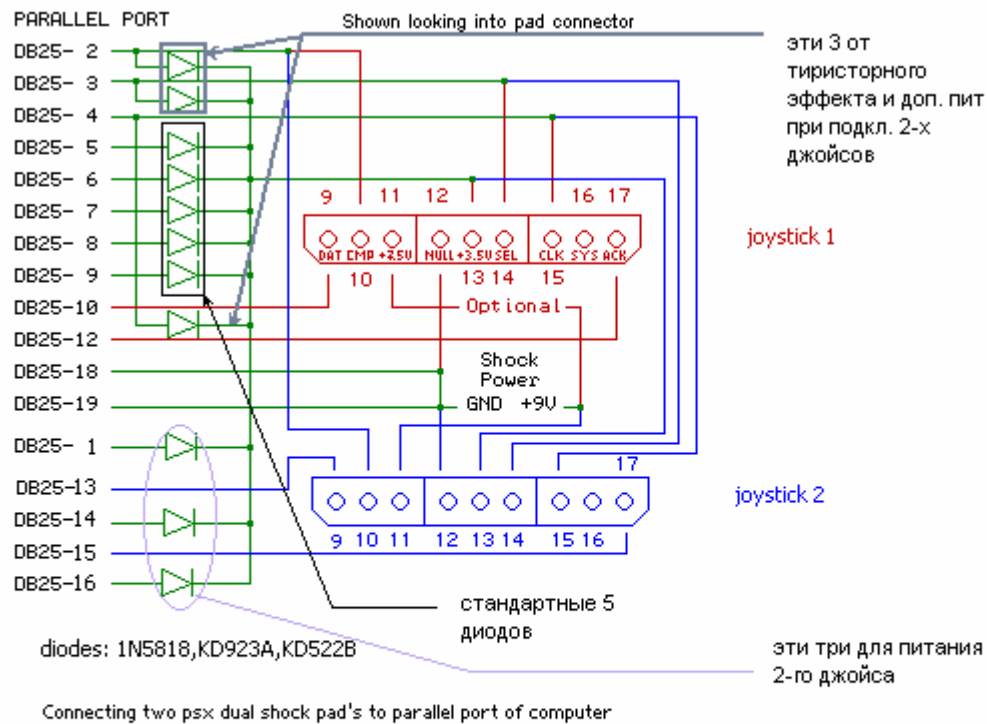 PARALLEL PORT
Shown looking into pad connector
DB25- 2
DB25- 3
DB25- 4
DB25- 5
DB25- 6
DB25- 7
DB25- 8
DB25- 9
DB25-10
DB25-12
DB25-18
DB25-19
DB25- 1
DB25-13
DB25-14
DB25-15
DB25-16
эти 3 от
тиристорного
эффекта и доп. пит
при подкл. 2-х
джойсов
9 11 12 16 17
DAT CMP +7.5V NULL +3.5V SEL CLK SYS ACK
10 13 14 15
joystick 1
Optional
Shock
Power
GND +9V
17
joystick 2
9 10 11 12 13 14 15 16
стандартные 5
диодов
diodes: 1N5818,KD923A,KD522B
эти три для питания
2-го джойса
Connecting two psx dual shock pad's to parallel port of computer